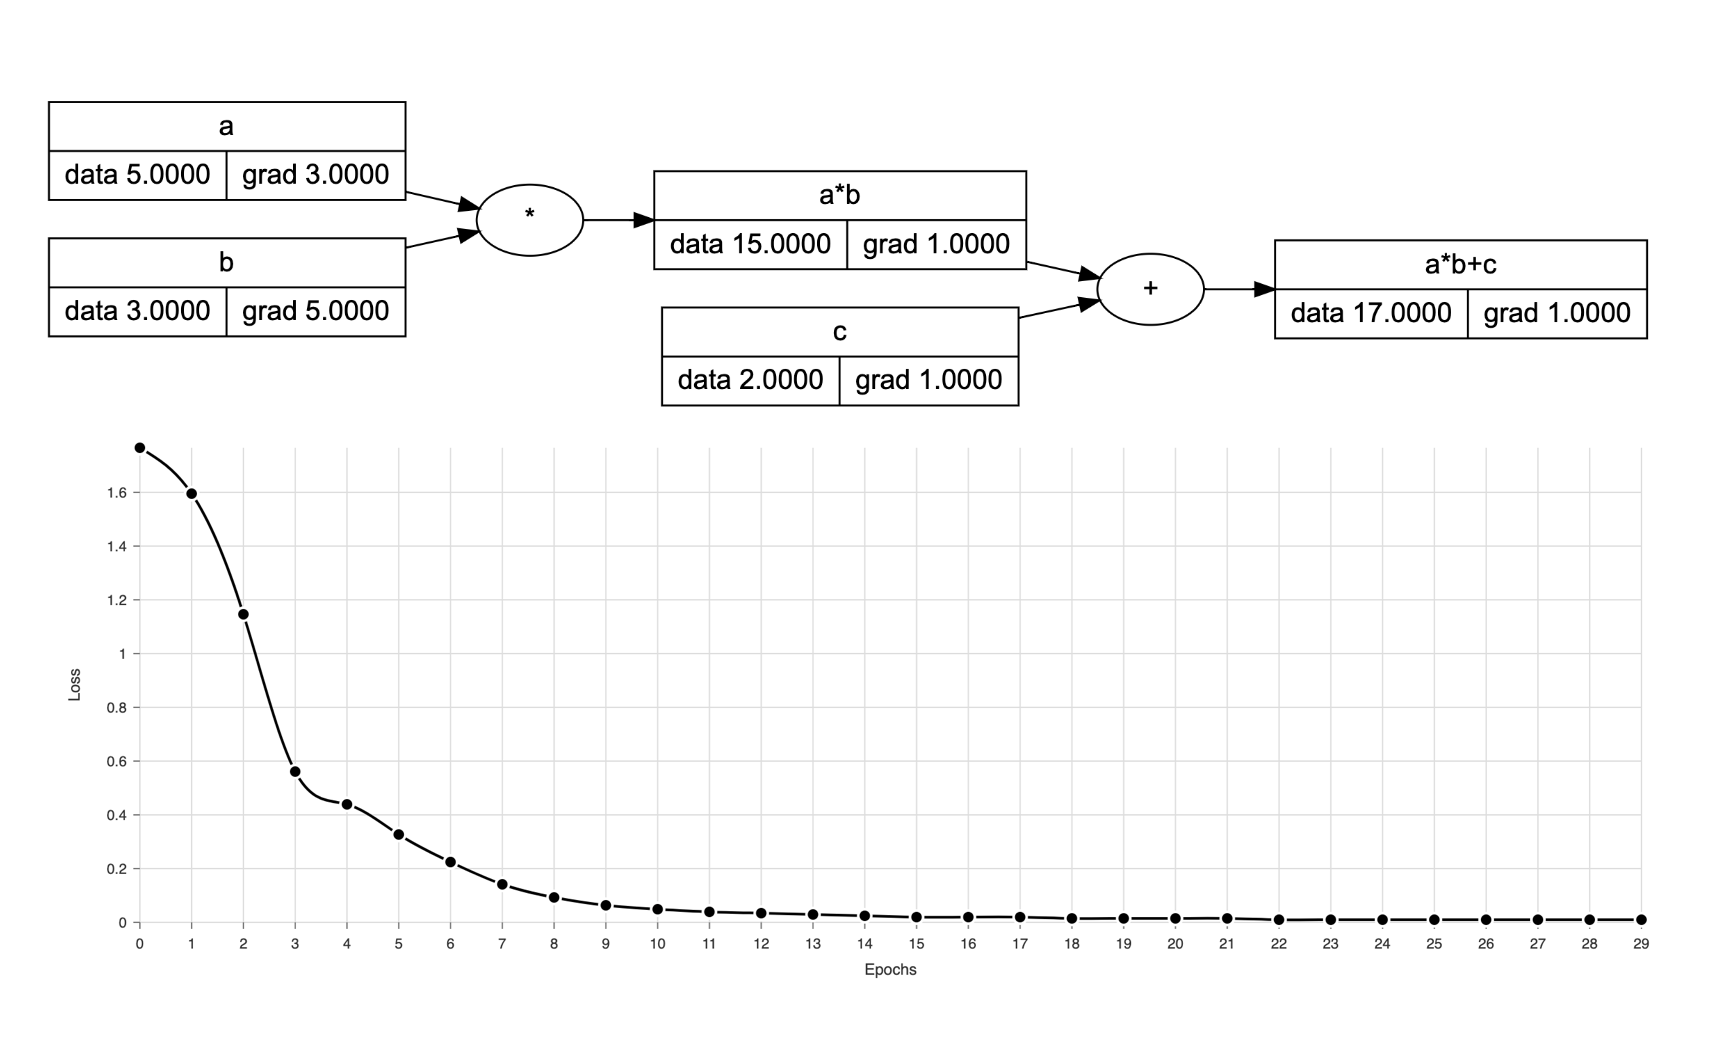 a
data 5.0000 grad 3.0000
b
data 3.0000 grad 5.0000
*
a*b
data 15.0000 grad 1.0000
c
data 2.0000 grad 1.0000
+
a*b+c
data 17.0000 grad 1.0000
1.6
1.4
1.2
1
0.8
0.6
0.4
0.2
0
Loss
0 1 2 3 4 5 6 7 8 9 10 11 12 13 14 15 16 17 18 19 20 21 22 23 24 25 26 27 28 29
Epochs